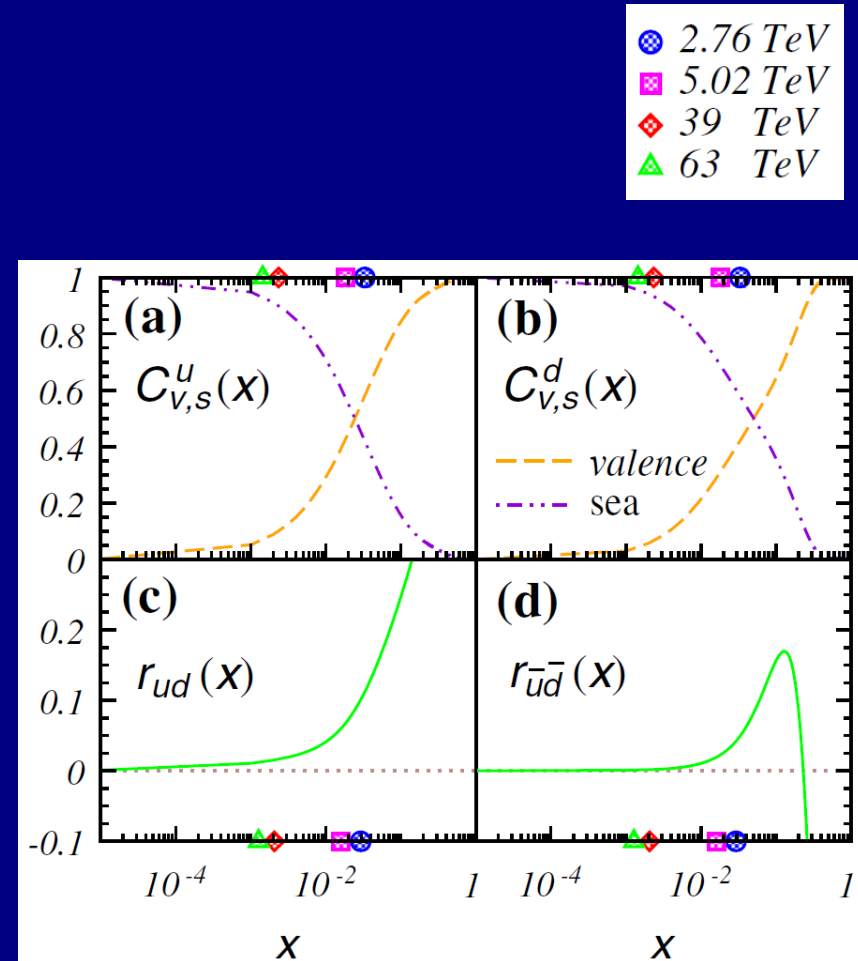 2.76 TeV
5.02 TeV
39 TeV
63 TeV
1
0.8
0.6
0.4
0.2
0
(a)
C^u_{v,s}(x)
(b)
C^d_{v,s}(x)
valence
sea
0.2
0.1
0
-0.1
(c)
r_{ud}(x)
(d)
r_{ūd̄}(x)
10^{-4} 10^{-2} 1 10^{-4} 10^{-2} 1
x x